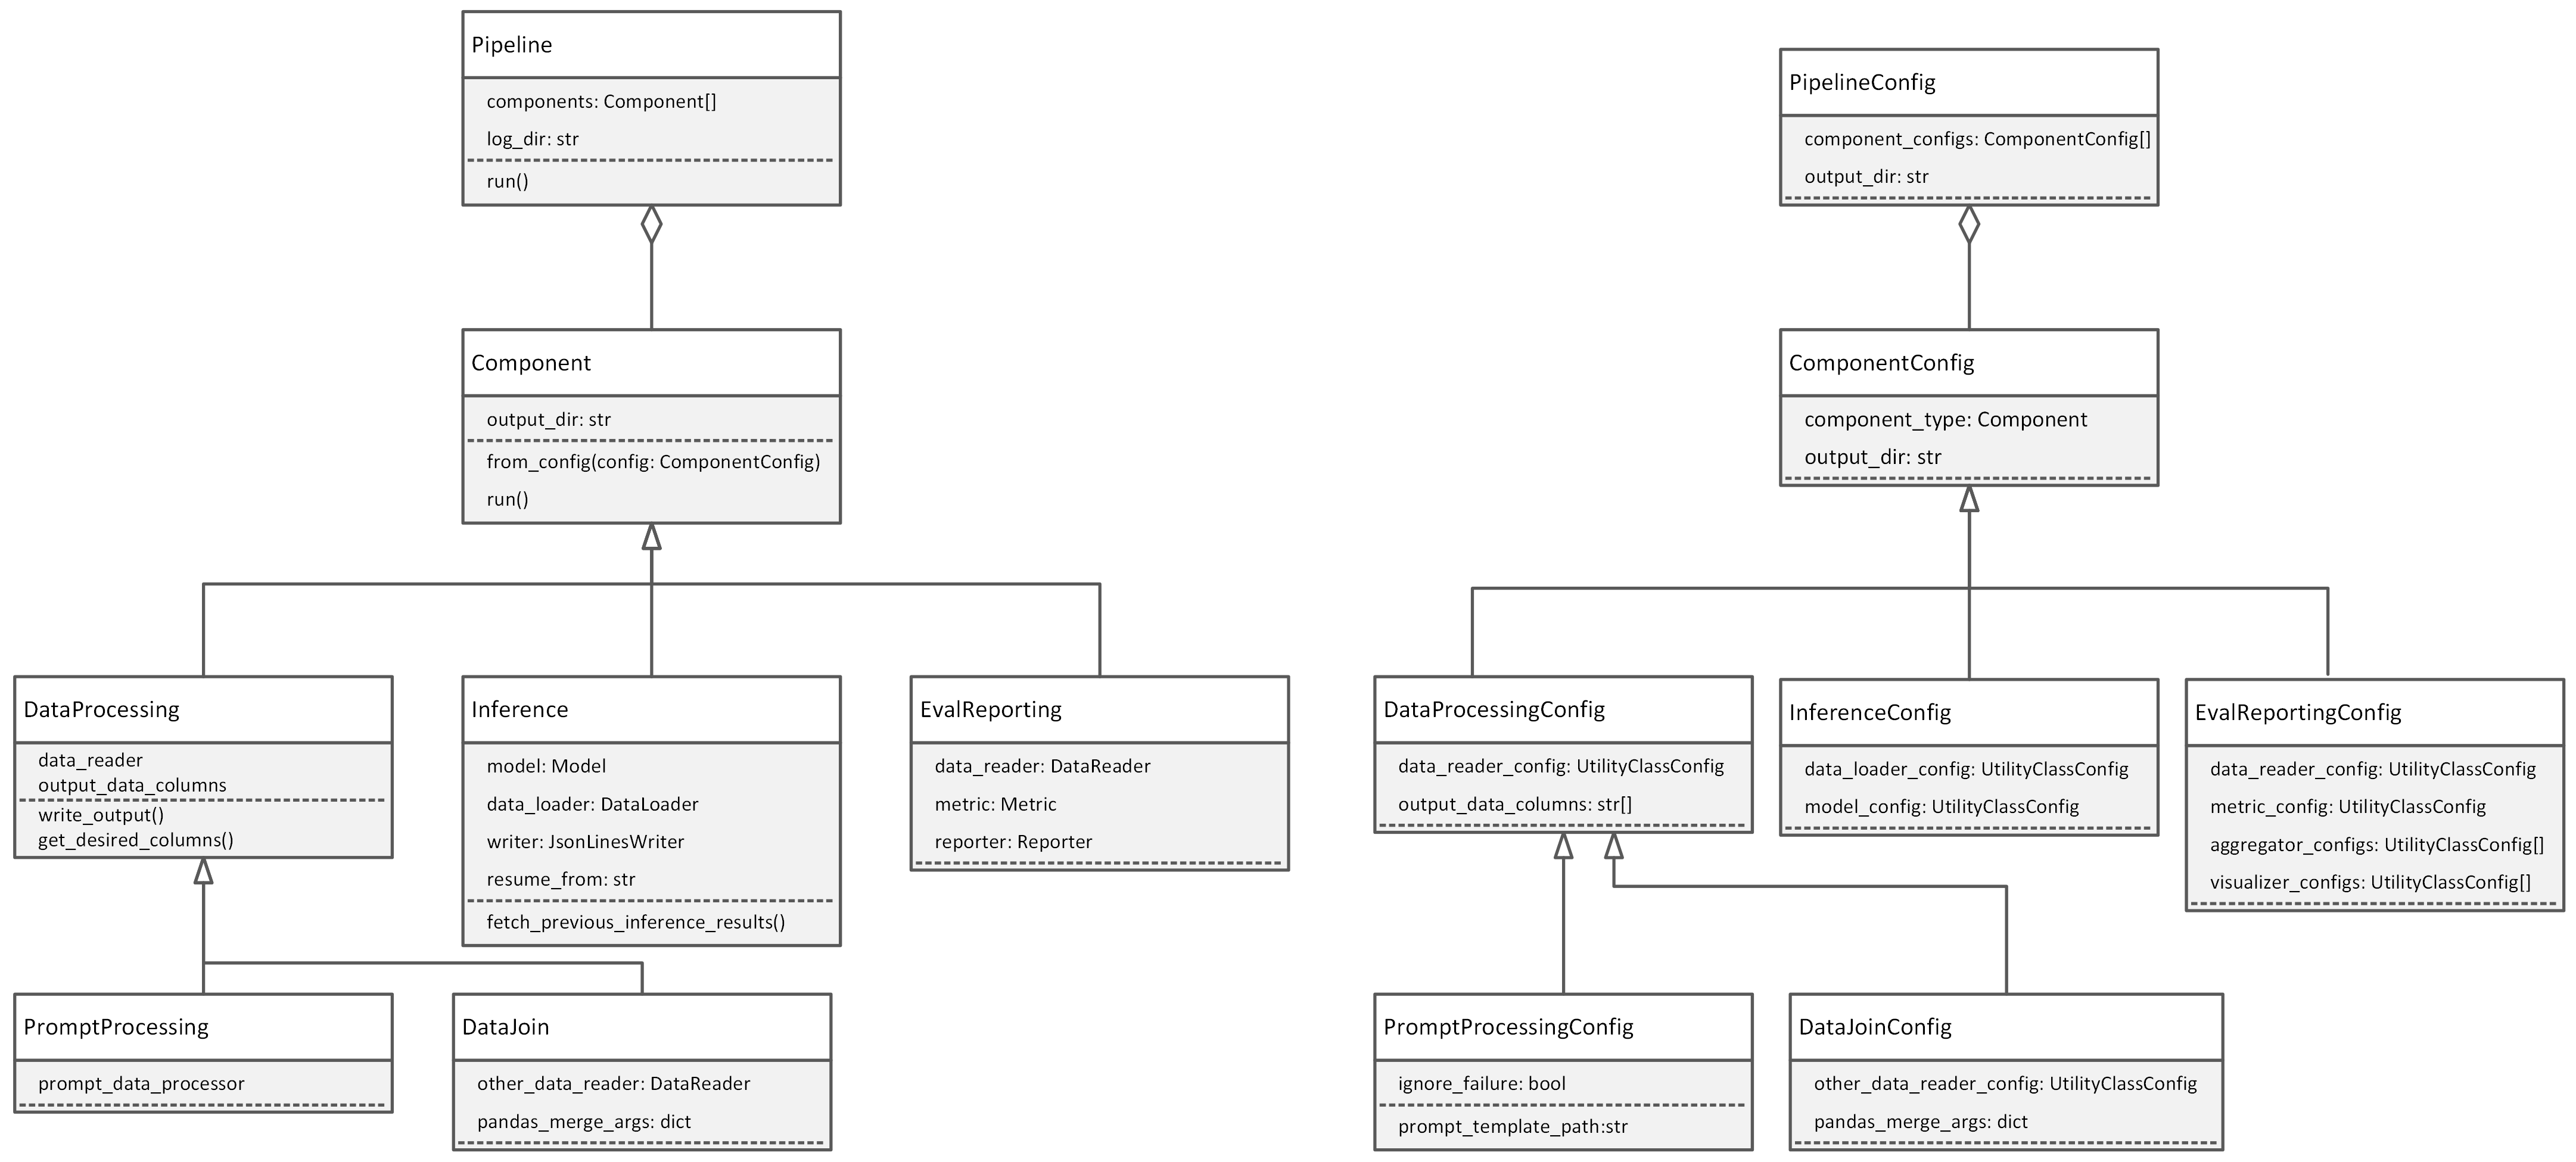 Pipeline
components: Component[]
log_dir: str
run()
PipelineConfig
component_configs: ComponentConfig[]
output_dir: str
Component
output_dir: str
from_config(config: ComponentConfig)
run()
ComponentConfig
component_type: Component
output_dir: str
DataProcessing
data_reader
output_data_columns
write_output()
get_desired_columns()
Inference
model: Model
data_loader: DataLoader
writer: JsonLinesWriter
resume_from: str
fetch_previous_inference_results()
EvalReporting
data_reader: DataReader
metric: Metric
reporter: Reporter
DataProcessingConfig
data_reader_config: UtilityClassConfig
output_data_columns: str[]
InferenceConfig
data_loader_config: UtilityClassConfig
model_config: UtilityClassConfig
EvalReportingConfig
data_reader_config: UtilityClassConfig
metric_config: UtilityClassConfig
aggregator_configs: UtilityClassConfig[]
visualizer_configs: UtilityClassConfig[]
PromptProcessing
prompt_data_processor
DataJoin
other_data_reader: DataReader
pandas_merge_args: dict
PromptProcessingConfig
ignore_failure: bool
prompt_template_path:str
DataJoinConfig
other_data_reader_config: UtilityClassConfig
pandas_merge_args: dict